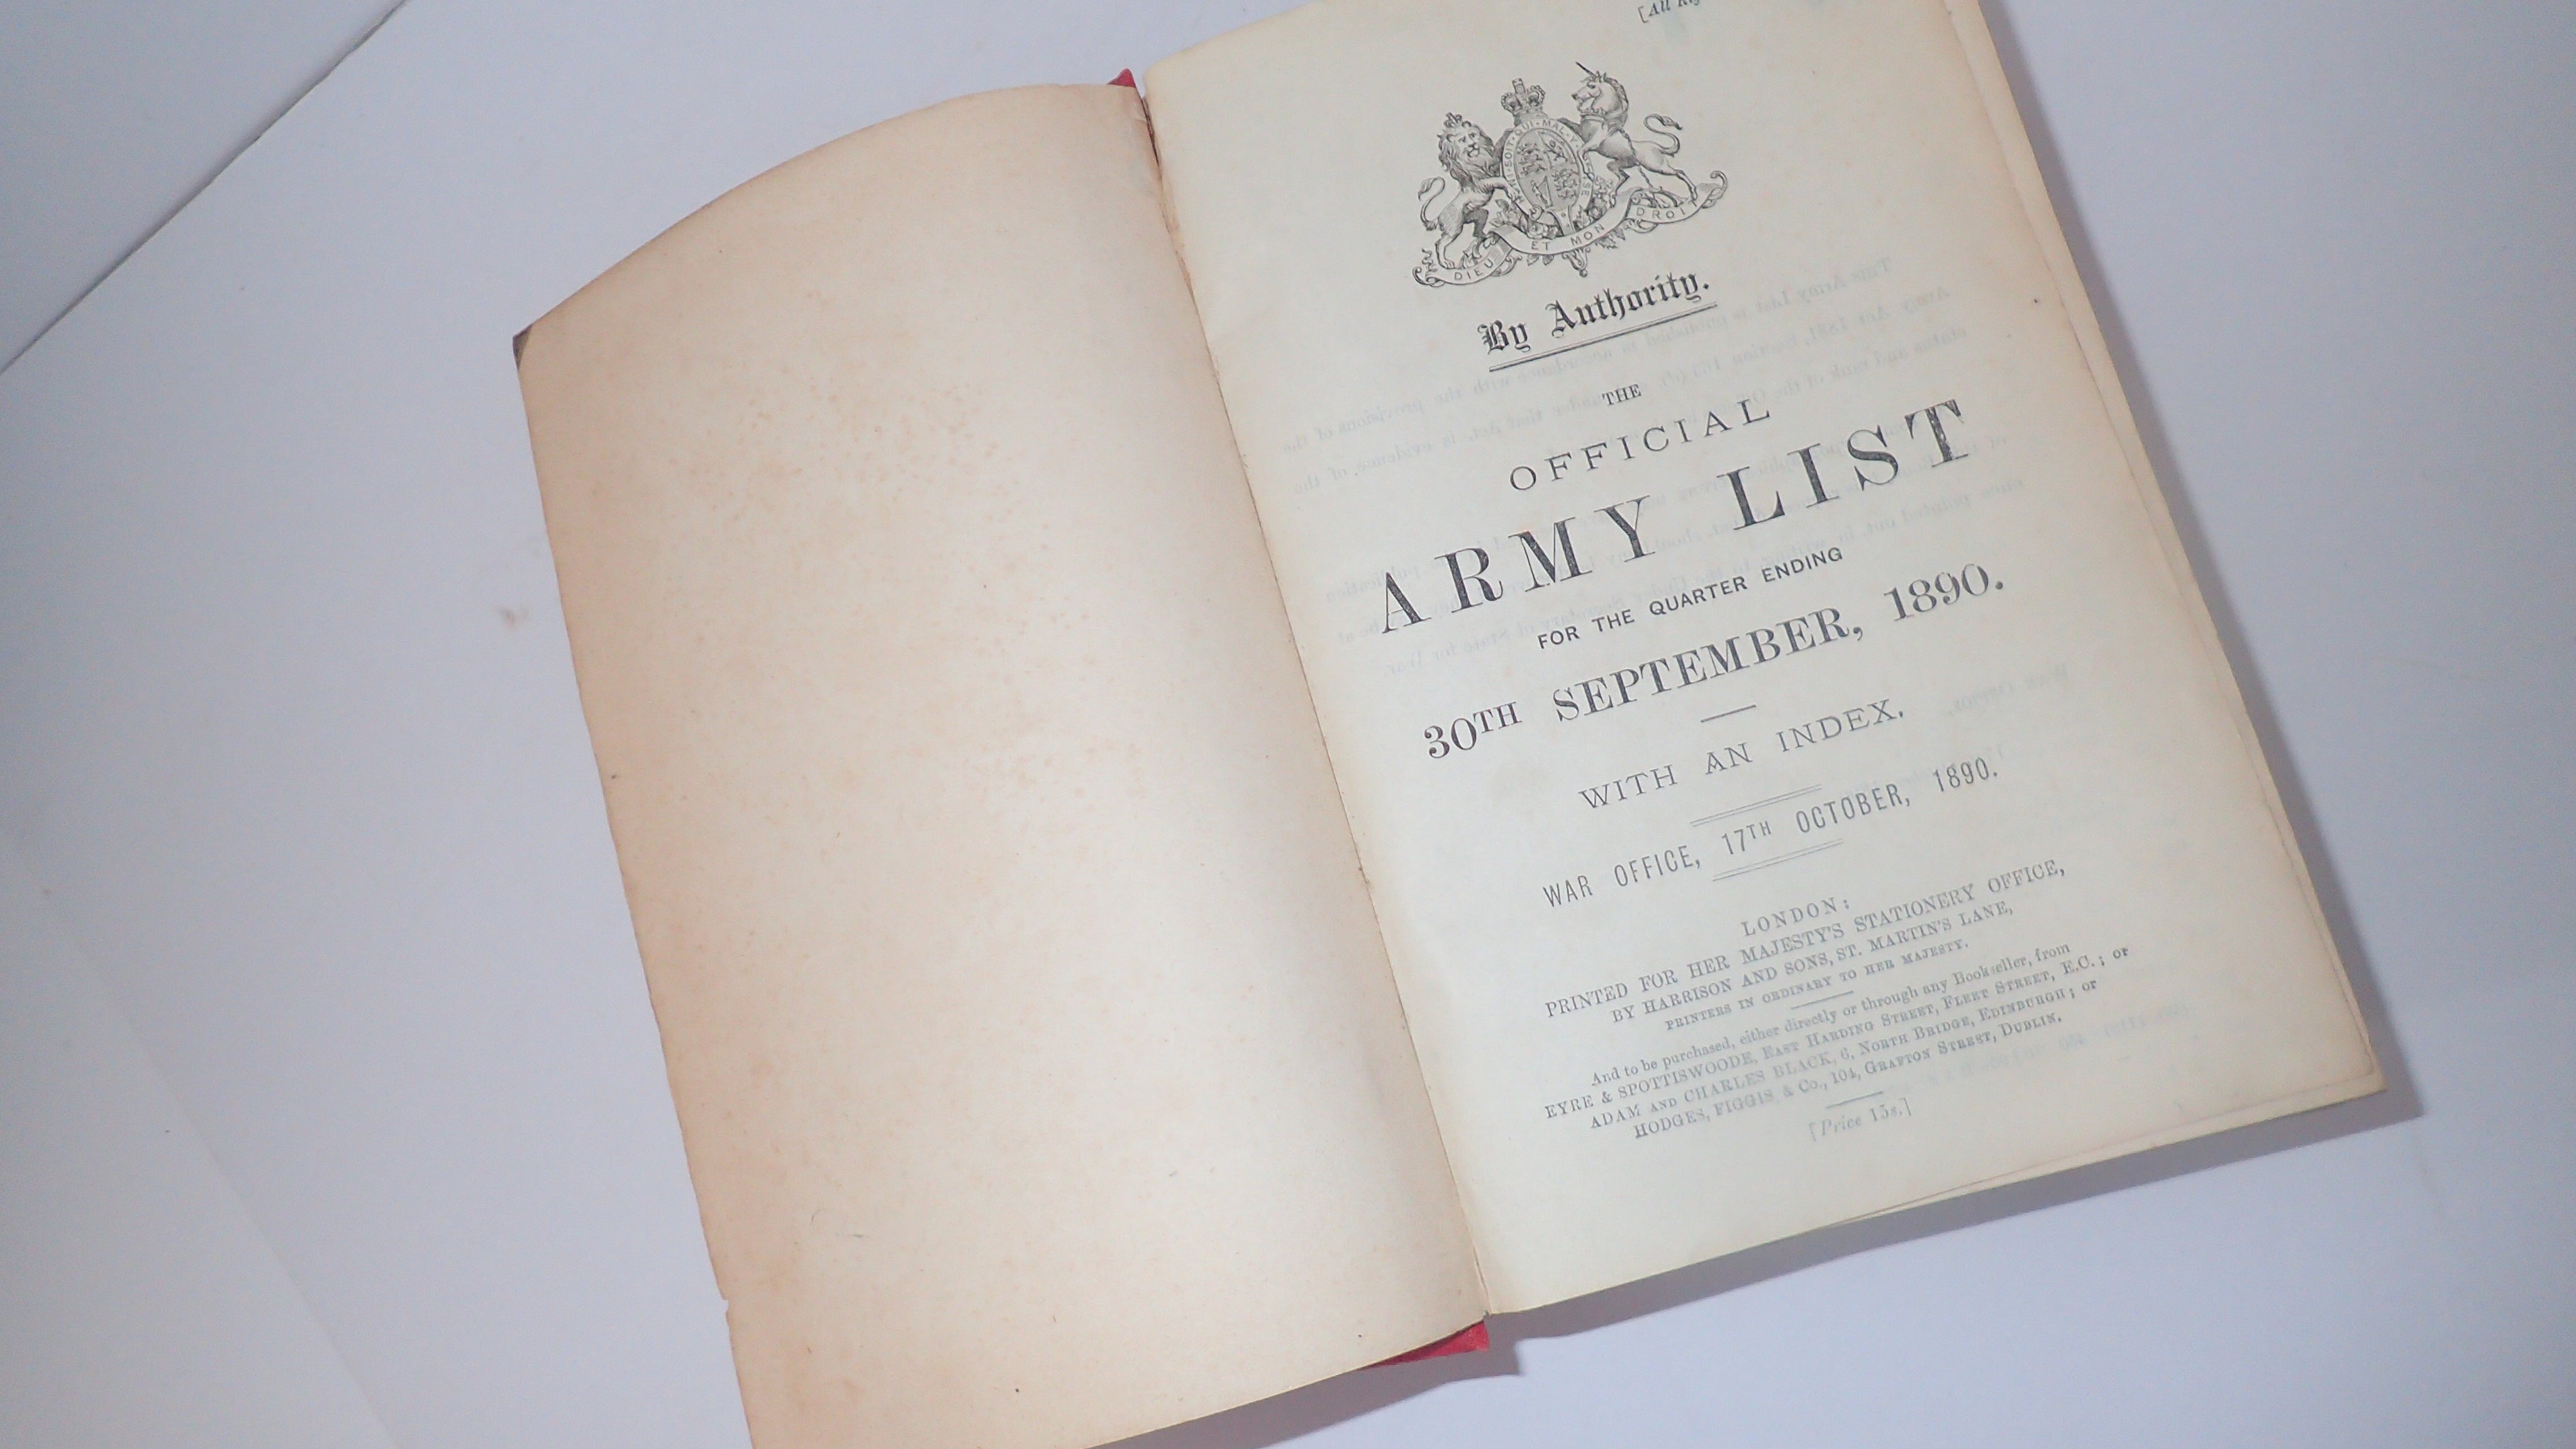 [All
QUI MAL
DIEU ET MON DROIT
By Authority.
THE
OFFICIAL
ARMY LIST
FOR THE QUARTER ENDING
30TH SEPTEMBER, 1890.
WITH AN INDEX.
WAR OFFICE, 17TH OCTOBER, 1890.
LONDON:
PRINTED FOR HER MAJESTY'S STATIONERY OFFICE,
BY HARRISON AND SONS, ST. MARTIN'S LANE,
PRINTERS IN ORDINARY TO HER MAJESTY.
And to be purchased, either directly or through any Bookseller, from
EYRE & SPOTTISWOODE, EAST HARDING STREET, FLEET STREET, E.C.; or
ADAM AND CHARLES BLACK, 6, NORTH BRIDGE, EDINBURGH; or
HODGES, FIGGIS, & Co., 104, GRAFTON STREET, DUBLIN.
[Price 15s.]